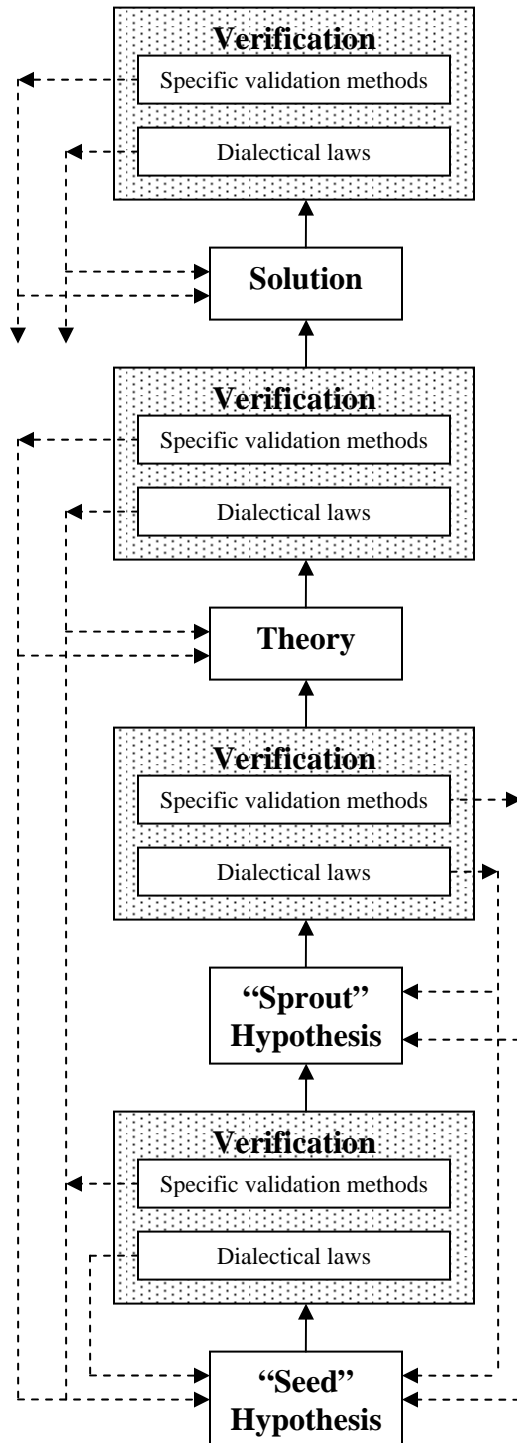 Verification
Specific validation methods
Dialectical laws
Solution
Verification
Specific validation methods
Dialectical laws
Theory
Verification
Specific validation methods
Dialectical laws
“Sprout”
Hypothesis
Verification
Specific validation methods
Dialectical laws
“Seed”
Hypothesis